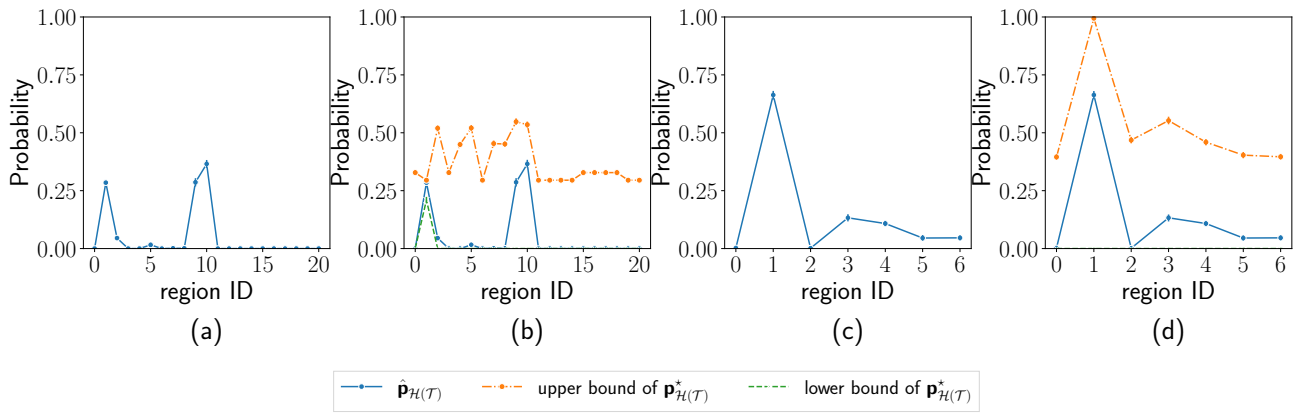 1.00
0.75
0.50
0.25
0.00
Probability
0 5 10 15 20
region ID
(a)
1.00
0.75
0.50
0.25
0.00
Probability
0 5 10 15 20
region ID
(b)
1.00
0.75
0.50
0.25
0.00
Probability
0 1 2 3 4 5 6
region ID
(c)
1.00
0.75
0.50
0.25
0.00
Probability
0 1 2 3 4 5 6
region ID
(d)
p̂_{ℋ(𝒯)} upper bound of p^⋆_{ℋ(𝒯)} lower bound of p^⋆_{ℋ(𝒯)}